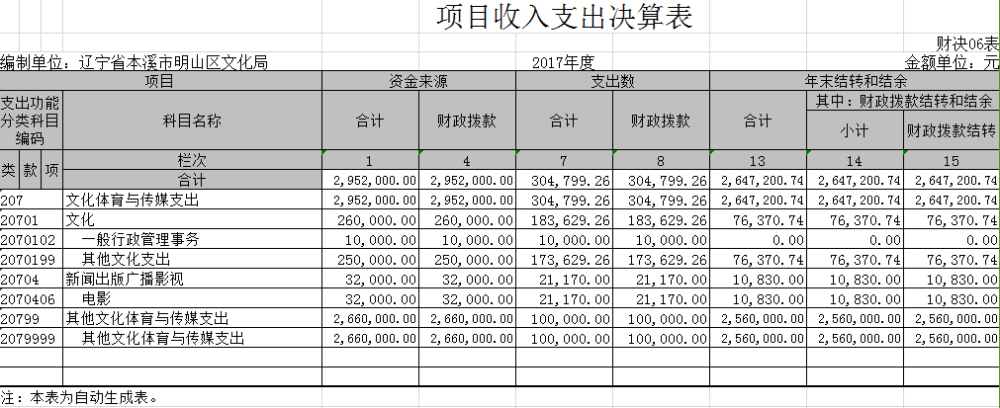 项目收入支出决算表
财决06表
编制单位：辽宁省本溪市明山区文化局 2017年度 金额单位：元
项目 资金来源 支出数 年末结转和结余
支出功能分类科目编码 科目名称 合计 财政拨款 合计 财政拨款 合计 其中：财政拨款结转和结余
小计 财政拨款结转
类 款 项 栏次 1 4 7 8 13 14 15
合计 2,952,000.00 2,952,000.00 304,799.26 304,799.26 2,647,200.74 2,647,200.74 2,647,200.74
207 文化体育与传媒支出 2,952,000.00 2,952,000.00 304,799.26 304,799.26 2,647,200.74 2,647,200.74 2,647,200.74
20701 文化 260,000.00 260,000.00 183,629.26 183,629.26 76,370.74 76,370.74 76,370.74
2070102 一般行政管理事务 10,000.00 10,000.00 10,000.00 10,000.00 0.00 0.00 0.00
2070199 其他文化支出 250,000.00 250,000.00 173,629.26 173,629.26 76,370.74 76,370.74 76,370.74
20704 新闻出版广播影视 32,000.00 32,000.00 21,170.00 21,170.00 10,830.00 10,830.00 10,830.00
2070406 电影 32,000.00 32,000.00 21,170.00 21,170.00 10,830.00 10,830.00 10,830.00
20799 其他文化体育与传媒支出 2,660,000.00 2,660,000.00 100,000.00 100,000.00 2,560,000.00 2,560,000.00 2,560,000.00
2079999 其他文化体育与传媒支出 2,660,000.00 2,660,000.00 100,000.00 100,000.00 2,560,000.00 2,560,000.00 2,560,000.00
注：本表为自动生成表。